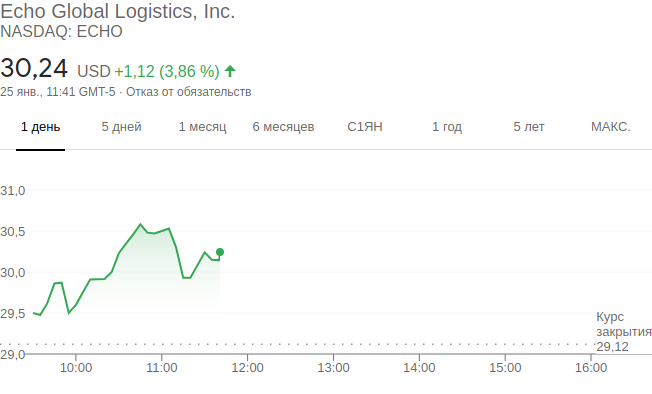 Echo Global Logistics, Inc.
NASDAQ: ECHO
30,24 USD +1,12 (3,86 %)
25 янв., 11:41 GMT-5 · Отказ от обязательств
1 день 5 дней 1 месяц 6 месяцев С1ЯН 1 год 5 лет МАКС.
31,0
30,5
30,0
29,5
Курс
закрытия
29,12
29,0
10:00 11:00 12:00 13:00 14:00 15:00 16:00